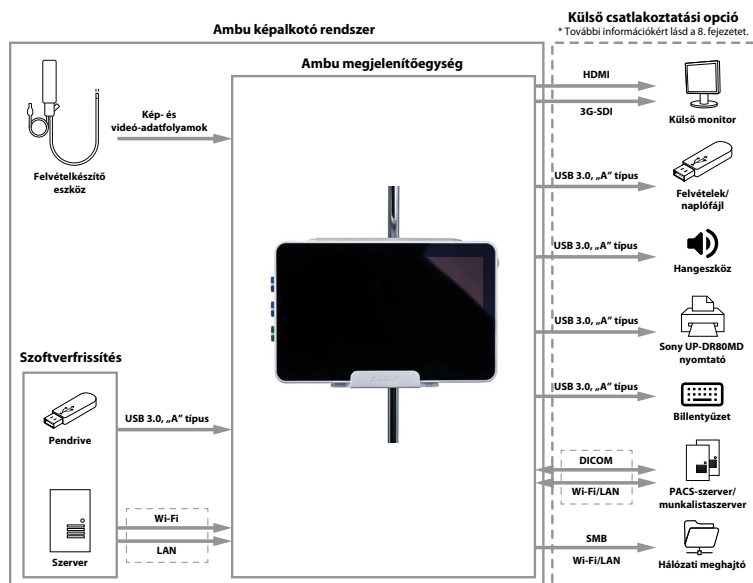 Ambu képalkotó rendszer
Külső csatlakoztatási opció
* További információkért lásd a 8. fejezetet.
Ambu megjelenítőegység
Kép- és
videó-adatfolyamok
Felvételkészítő
eszköz
HDMI
3G-SDI
Külső monitor
USB 3.0, „A” típus
Felvételek/
naplófájl
USB 3.0, „A” típus
Hangeszköz
USB 3.0, „A” típus
Sony UP-DR80MD
nyomtató
USB 3.0, „A” típus
Billentyűzet
Szoftverfrissítés
Pendrive
USB 3.0, „A” típus
DICOM
Wi-Fi/LAN
PACS-szerver/
munkalistaszerver
Szerver
Wi-Fi
LAN
SMB
Wi-Fi/LAN
Hálózati meghajtó